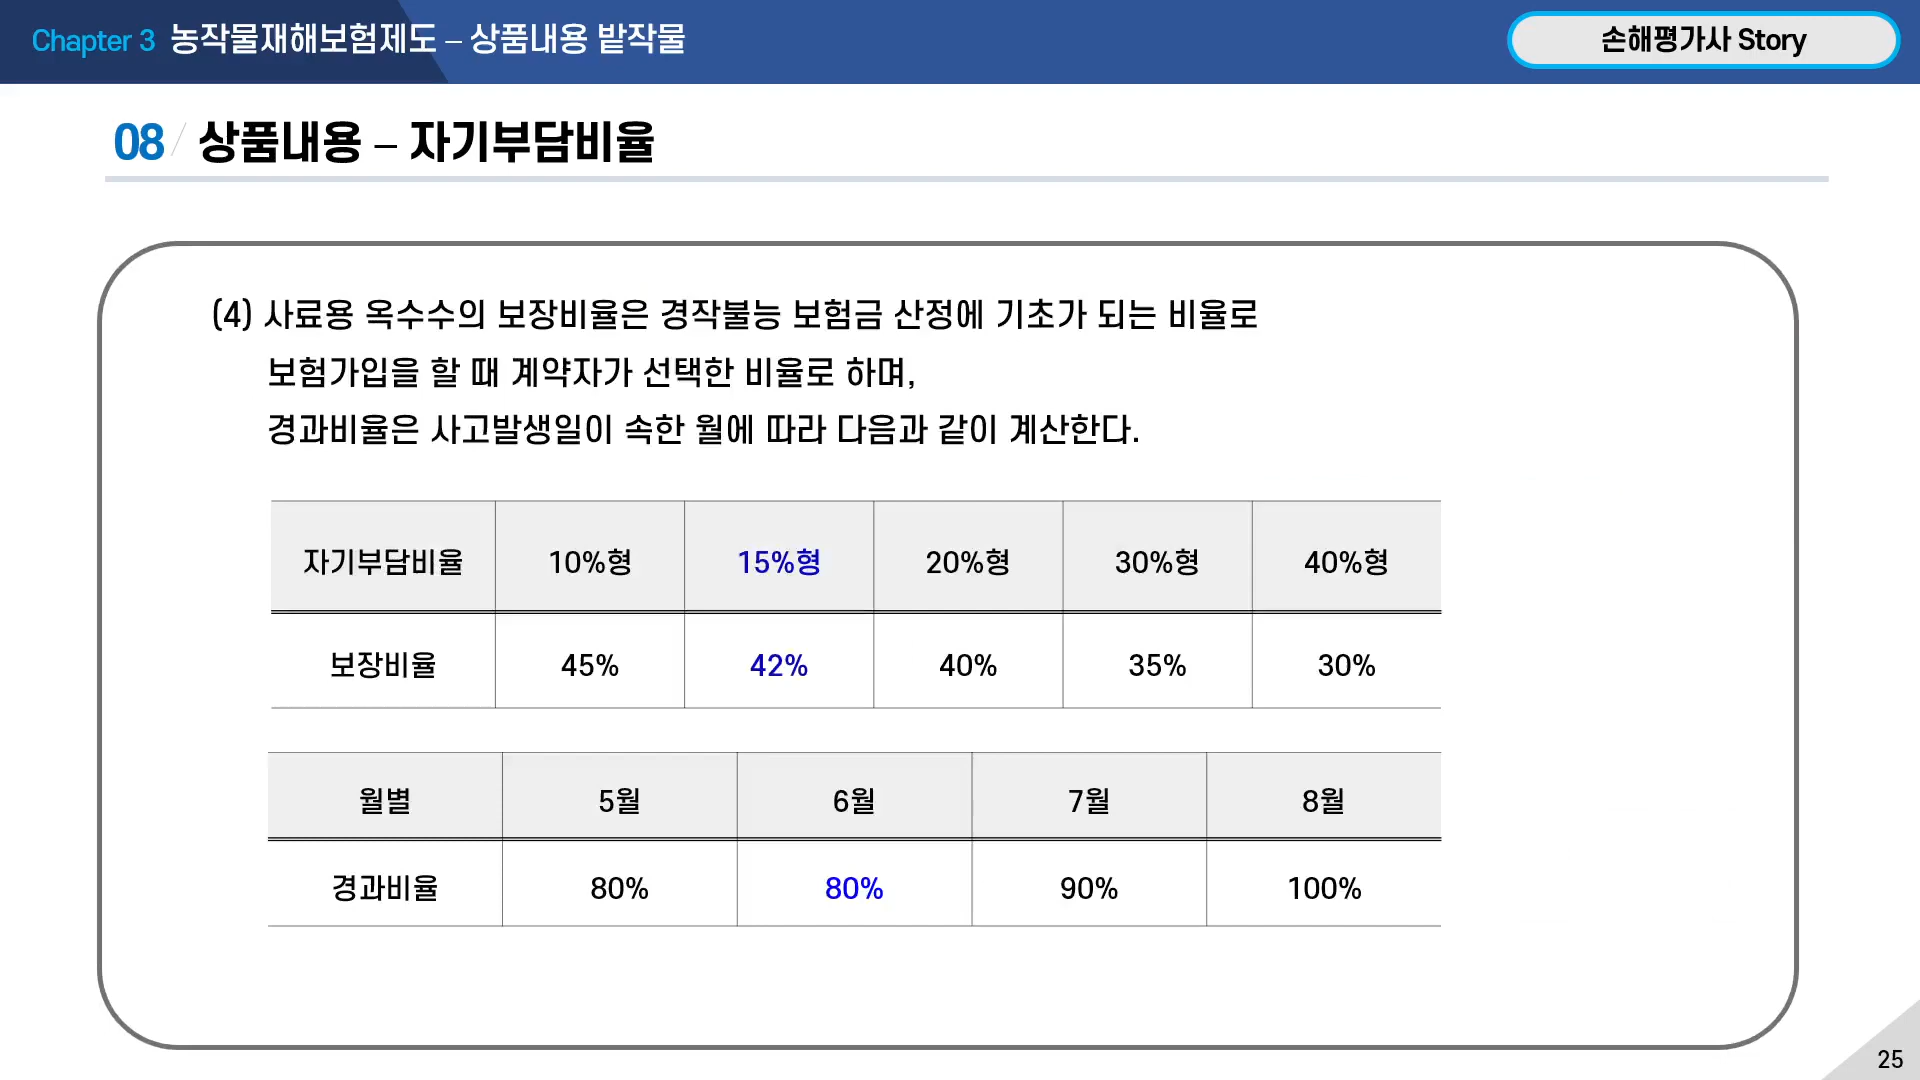 Chapter 3 농작물재해보험제도 – 상품내용 밭작물
손해평가사 Story
08 / 상품내용 – 자기부담비율
(4) 사료용 옥수수의 보장비율은 경작불능 보험금 산정에 기초가 되는 비율로
보험가입을 할 때 계약자가 선택한 비율로 하며,
경과비율은 사고발생일이 속한 월에 따라 다음과 같이 계산한다.
자기부담비율 10%형 15%형 20%형 30%형 40%형
보장비율 45% 42% 40% 35% 30%
월별 5월 6월 7월 8월
경과비율 80% 80% 90% 100%
25